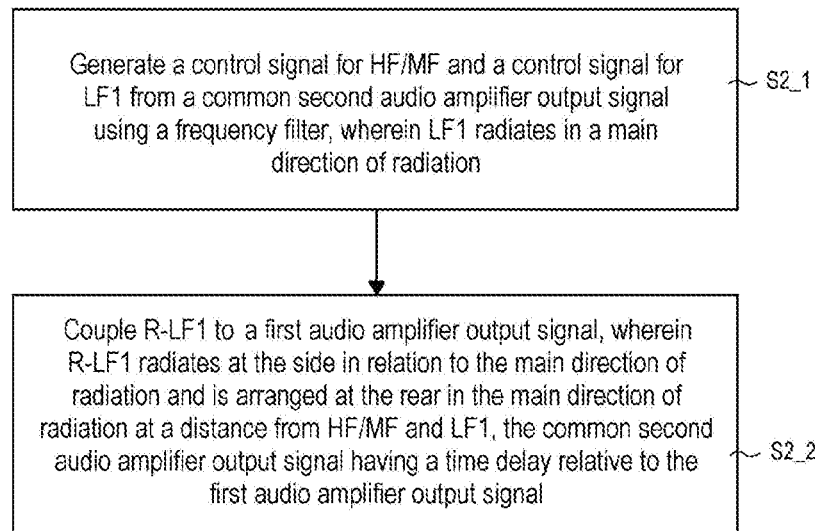 Generate a control signal for HF/MF and a control signal for
LF1 from a common second audio amplifier output signal
using a frequency filter, wherein LF1 radiates in a main
direction of radiation
S2_1
Couple R-LF1 to a first audio amplifier output signal, wherein
R-LF1 radiates at the side in relation to the main direction of
radiation and is arranged at the rear in the main direction of
radiation at a distance from HF/MF and LF1, the common second
audio amplifier output signal having a time delay relative to the
first audio amplifier output signal
S2_2